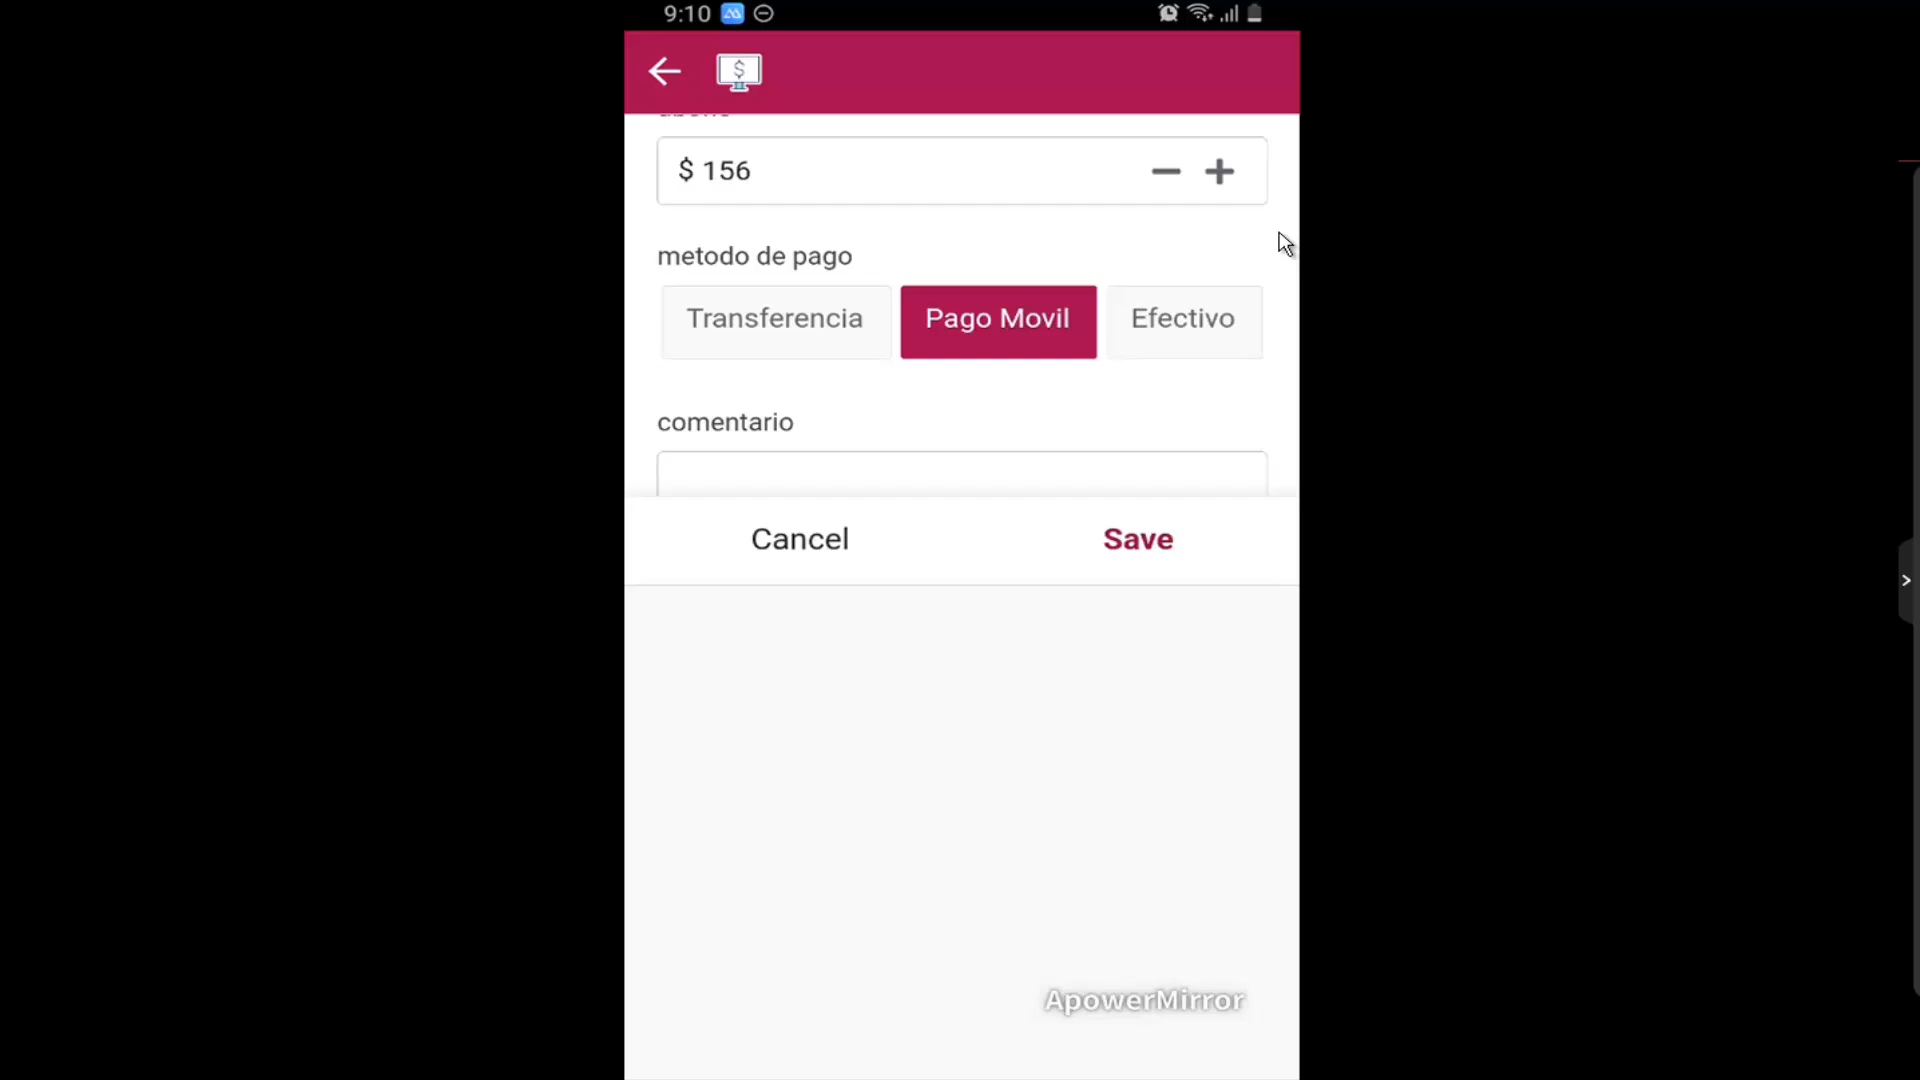 9:10
$
$ 156
metodo de pago
Transferencia Pago Movil Efectivo
comentario
Cancel Save
ApowerMirror